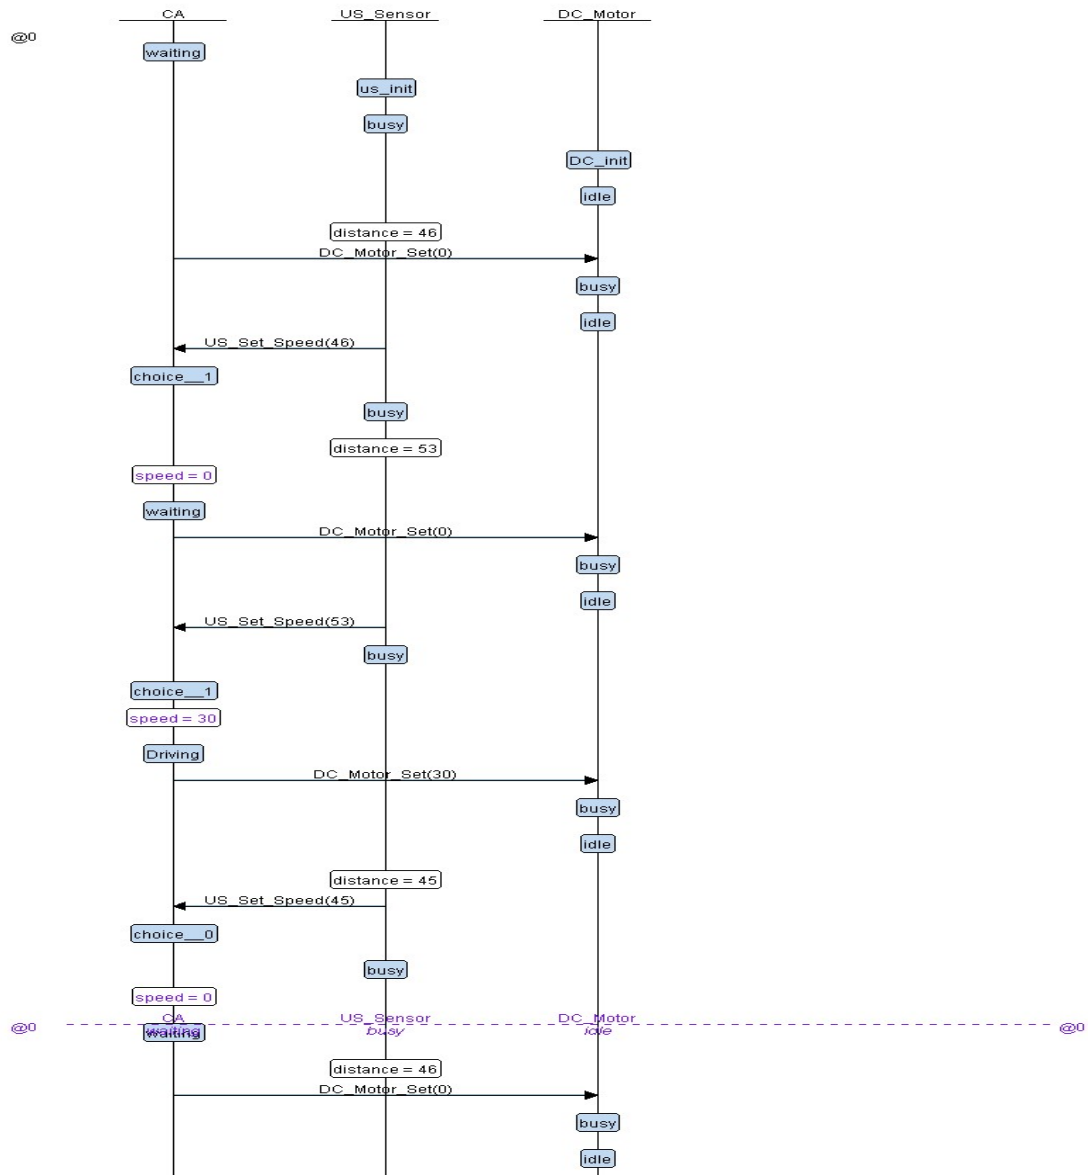 CA US_Sensor DC_Motor
@0
waiting
us_init
busy
DC_init
idle
distance = 46
DC_Motor_Set(0)
busy
idle
US_Set_Speed(46)
choice__1
busy
distance = 53
speed = 0
waiting
DC_Motor_Set(0)
busy
idle
US_Set_Speed(53)
busy
choice__1
speed = 30
Driving
DC_Motor_Set(30)
busy
idle
distance = 45
US_Set_Speed(45)
choice__0
busy
speed = 0
CA US_Sensor DC_Motor
@0 waiting busy idle @0
waiting
distance = 46
DC_Motor_Set(0)
busy
idle